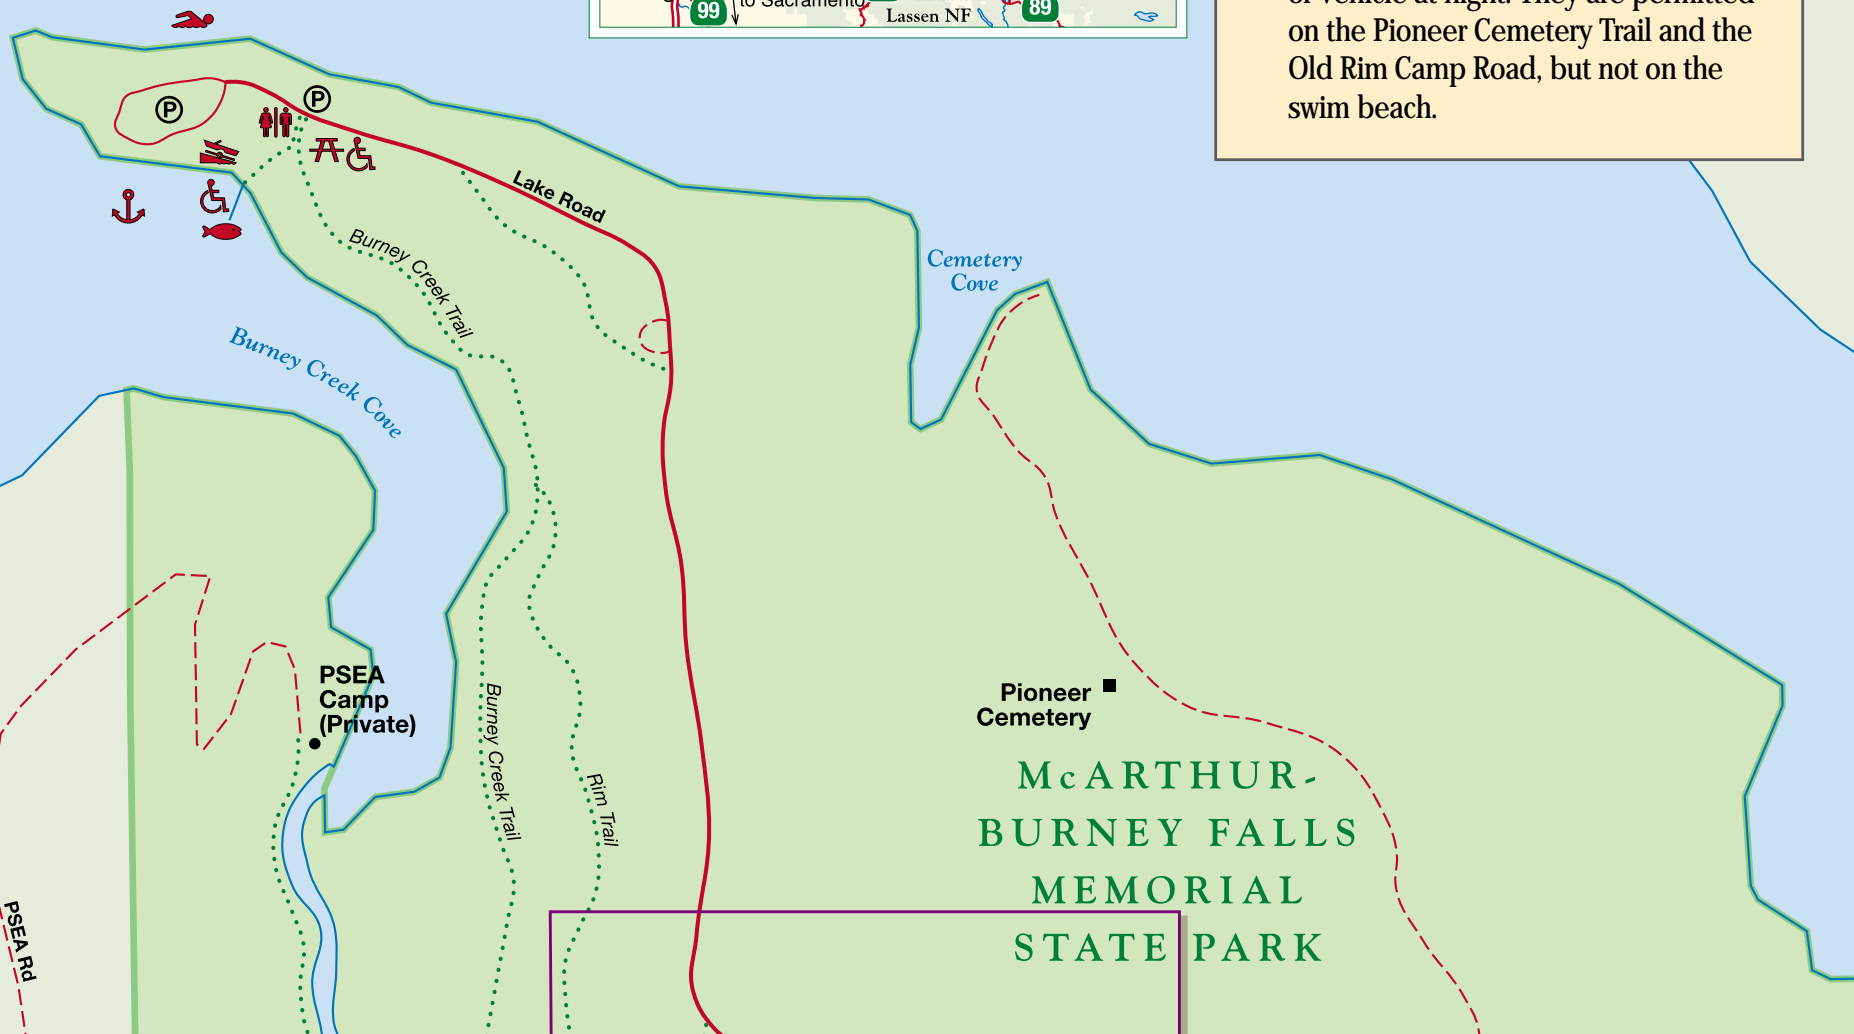 99
to Sacramento
Lassen NF
89
on the Pioneer Cemetery Trail and the
Old Rim Camp Road, but not on the
swim beach.
P
P
Lake Road
Burney Creek Trail
Cemetery
Cove
Burney Creek Cove
PSEA
Camp
(Private)
Pioneer
Cemetery
Burney Creek Trail
Rim Trail
McARTHUR-
BURNEY FALLS
MEMORIAL
STATE PARK
PSEA Rd